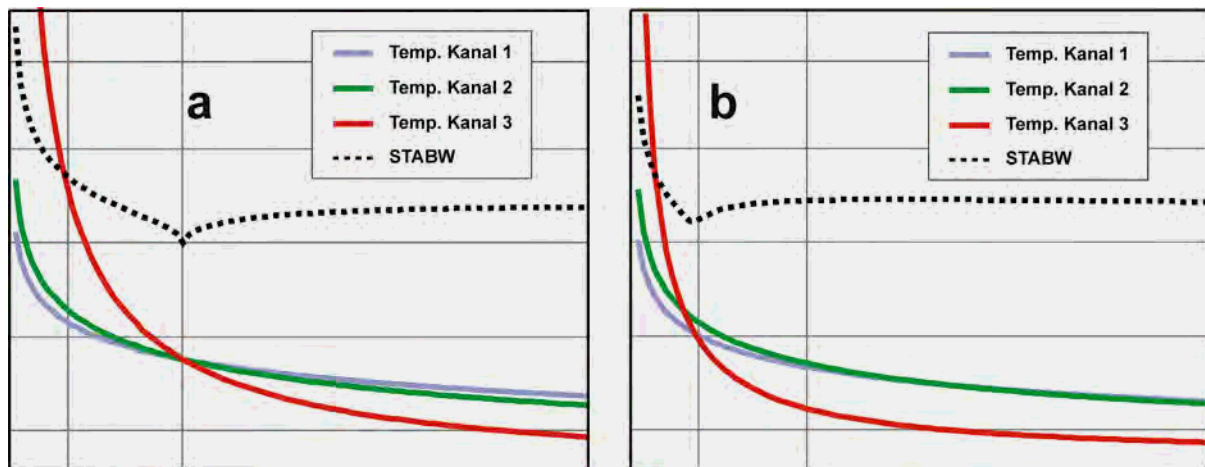 a
Temp. Kanal 1
Temp. Kanal 2
Temp. Kanal 3
STABW
b
Temp. Kanal 1
Temp. Kanal 2
Temp. Kanal 3
STABW